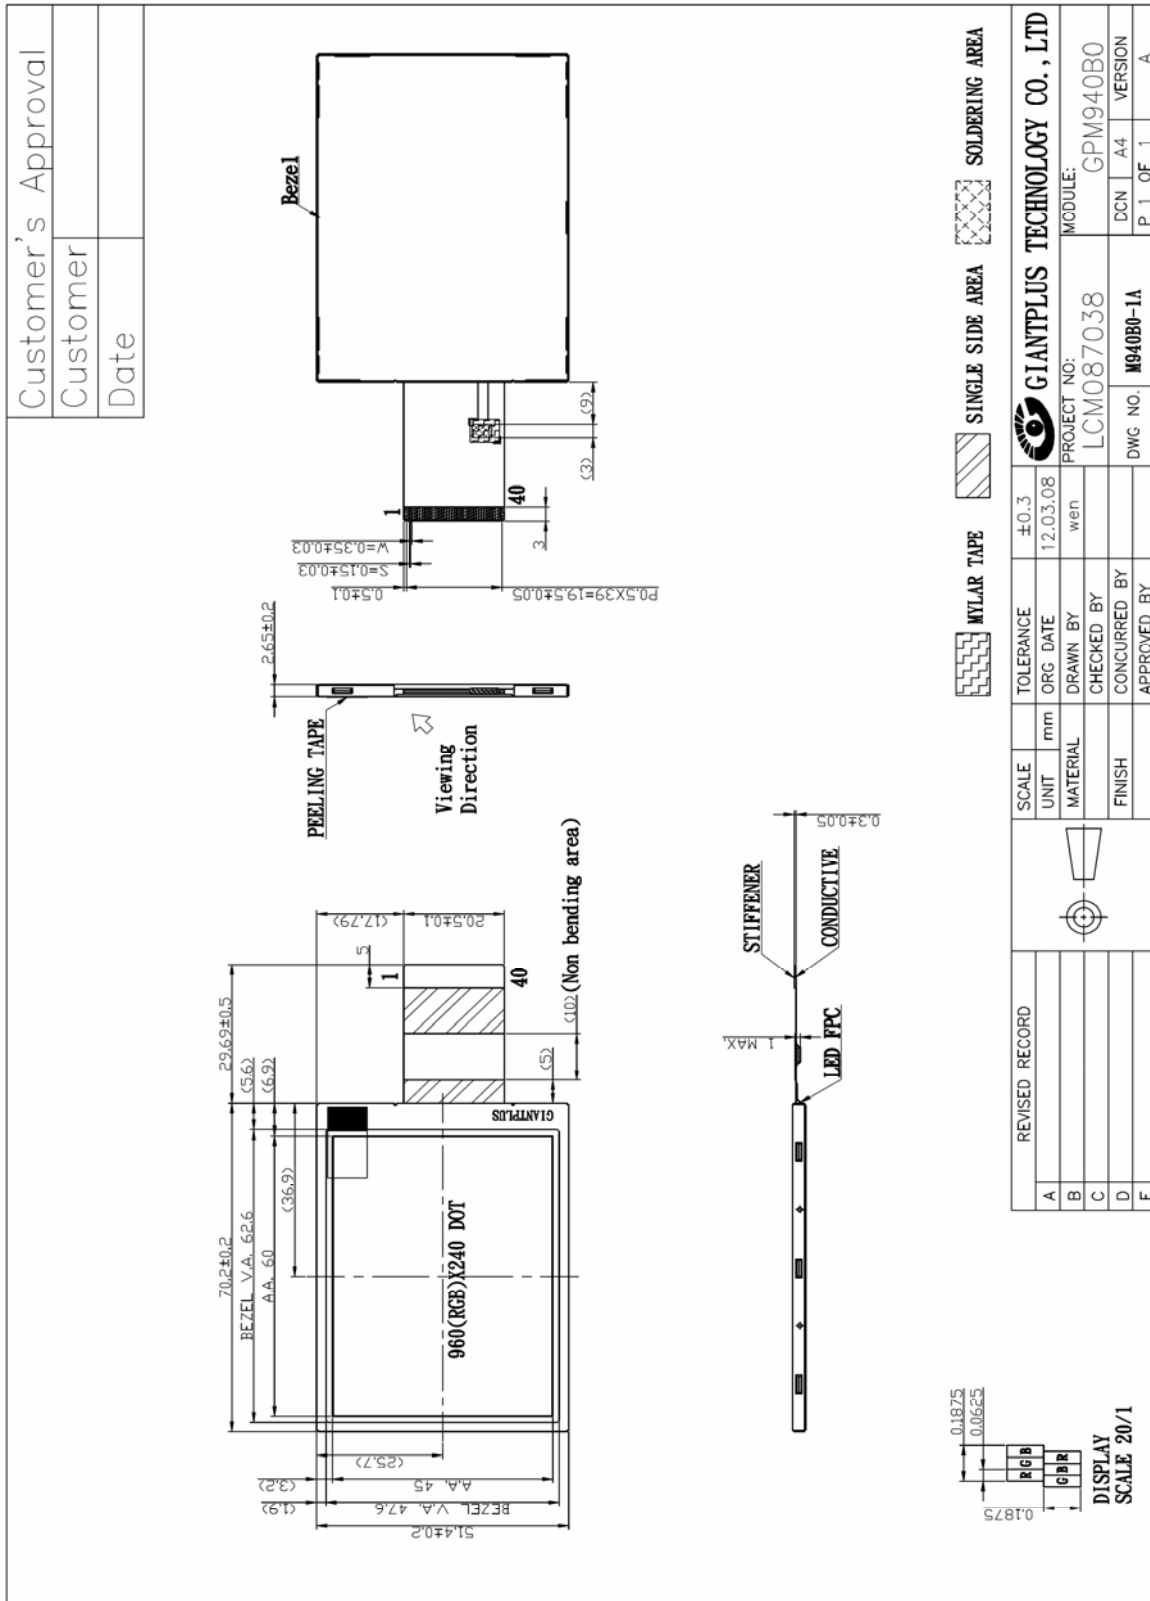 Customer's Approval
Customer
Date
Bezel
1
40
(9)
(3)
3
W=0.35±0.03
S=0.15±0.03
0.5±0.1
P0.5X39=19.5±0.05
2.65±0.2
PEELING TAPE
Viewing
Direction
29.69±0.5
(5.6)
(6.9)
5
(17.79)
20.5±0.1
1
40
(10)(Non bending area)
(5)
70.2±0.2
BEZEL V.A. 62.6
A.A. 60
(36.9)
GIANTPLUS
960(RGB)X240 DOT
(25.7)
(3.2)
A.A. 45
(1.9)
BEZEL V.A. 47.6
51.4±0.2
STIFFENER
CONDUCTIVE
0.3±0.05
1 MAX.
LED FPC
0.1875
0.0625
R G B
G B R
0.1875
DISPLAY
SCALE 20/1
MYLAR TAPE
SINGLE SIDE AREA
SOLDERING AREA
REVISED RECORD
A
B
C
D
E
SCALE
UNIT mm
MATERIAL
FINISH
TOLERANCE ±0.3
ORG DATE 12.03.08
DRAWN BY wen
CHECKED BY
CONCURRED BY
APPROVED BY
GIANTPLUS TECHNOLOGY CO., LTD
PROJECT NO:
LCM087038
MODULE:
GPM940B0
DWG NO. M940B0-1A
DCN A4 VERSION
P 1 OF 1 A